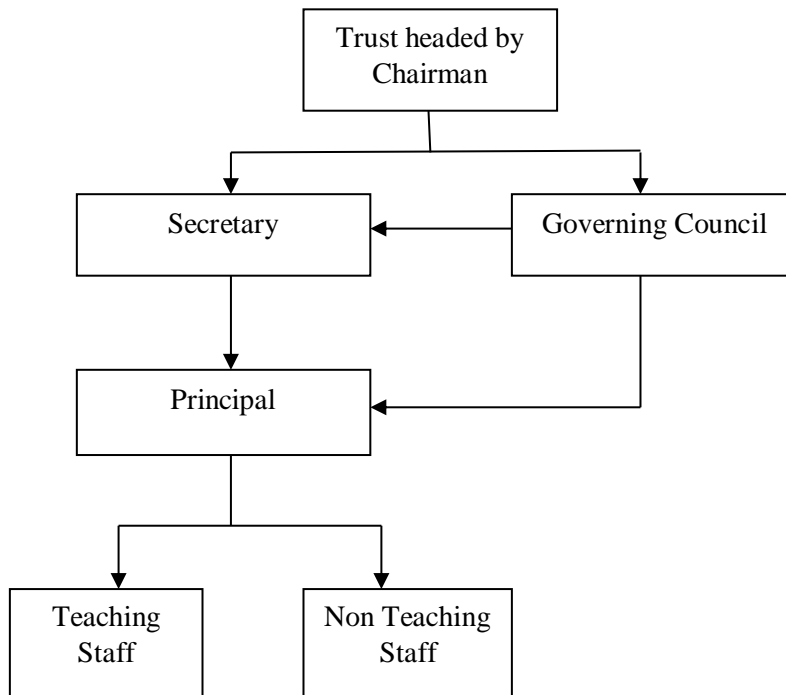 Trust headed by
Chairman
Secretary
Governing Council
Principal
Teaching
Staff
Non Teaching
Staff